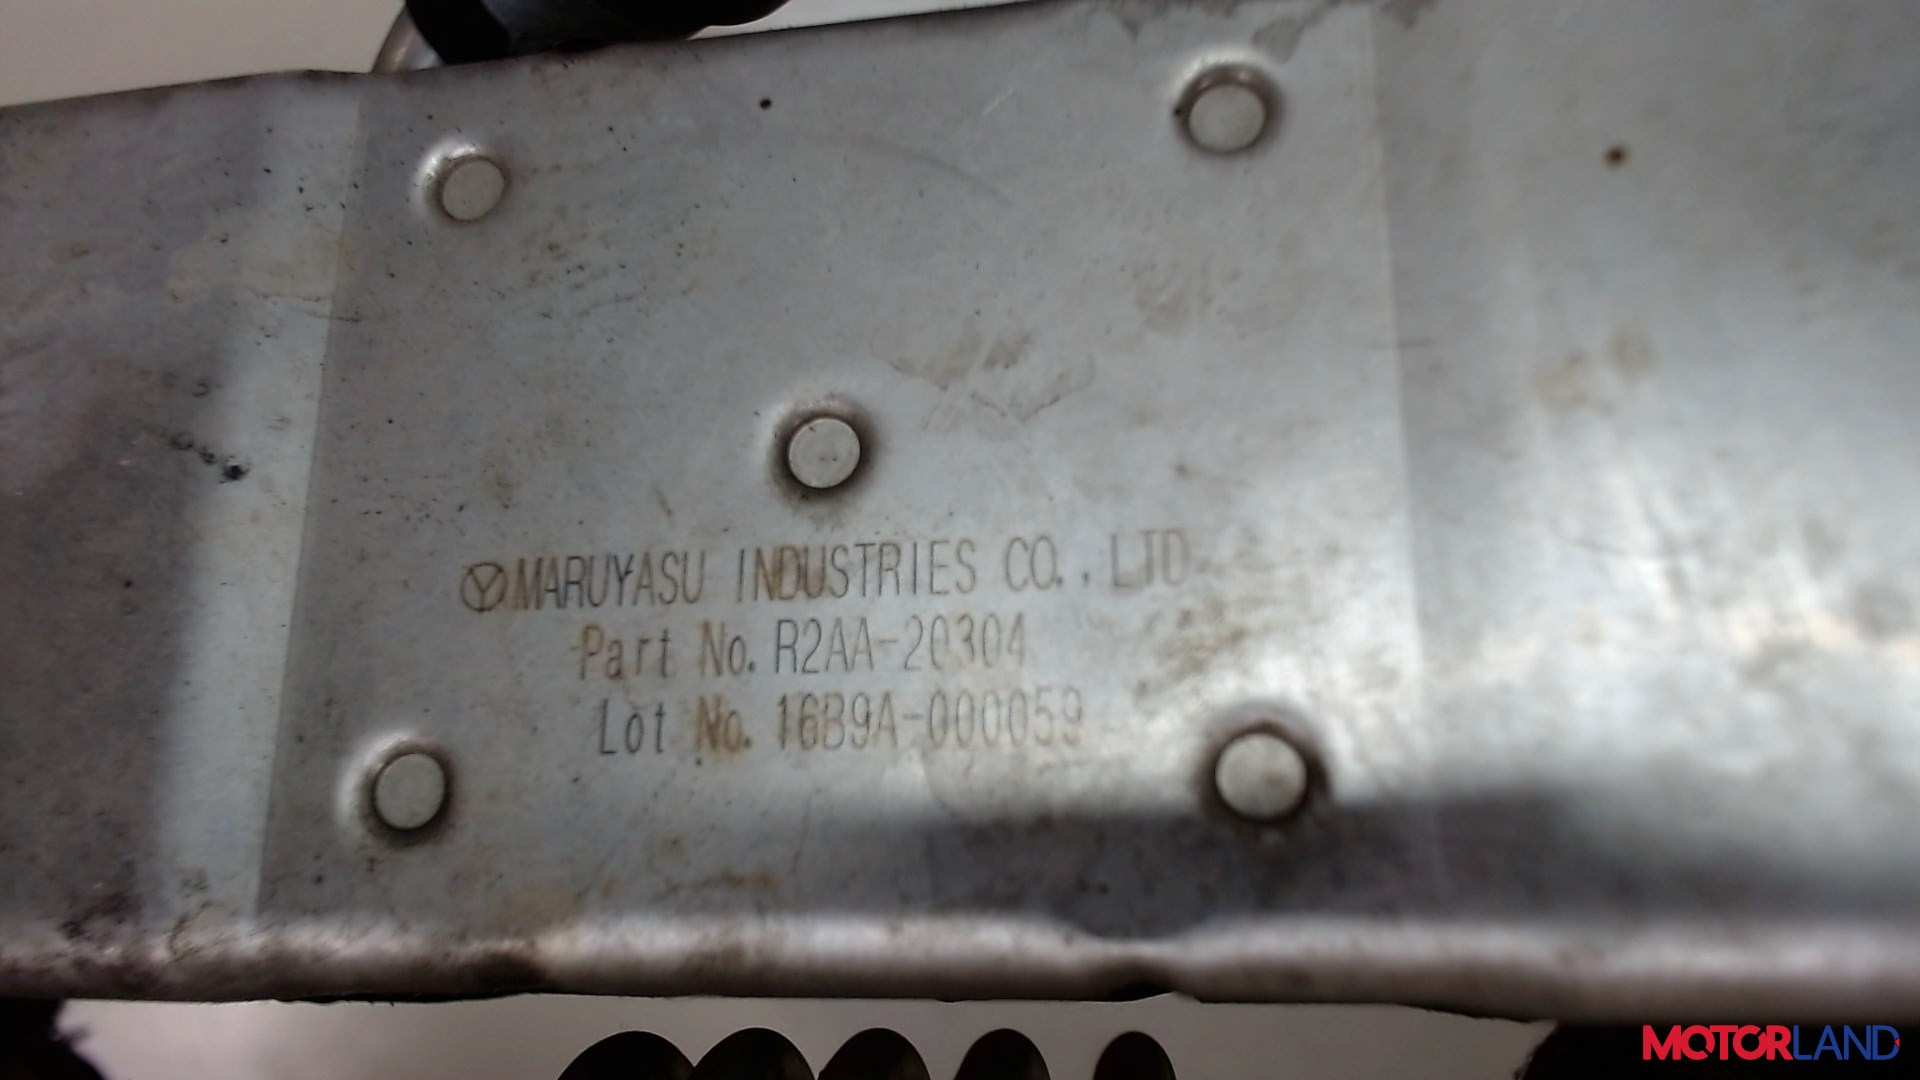 MARUYASU INDUSTRIES CO., LTD.
Part No. R2AA-20304
Lot No. 16B9A-000059
MOTORLAND